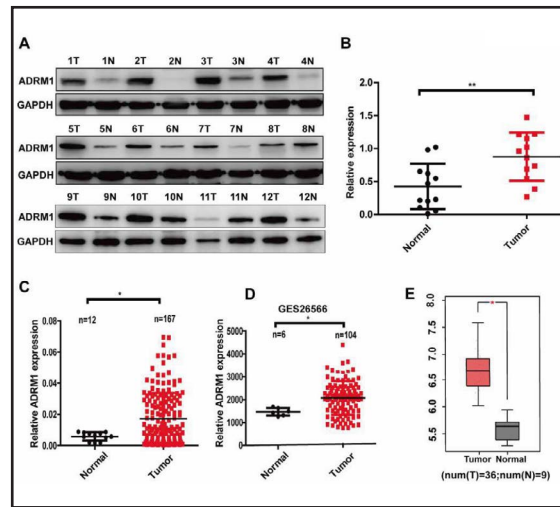 A
1T 1N 2T 2N 3T 3N 4T 4N
ADRM1
GAPDH
5T 5N 6T 6N 7T 7N 8T 8N
ADRM1
GAPDH
9T 9N 10T 10N 11T 11N 12T 12N
ADRM1
GAPDH
B
**
Relative expression
2.0
1.5
1.0
0.5
0.0
Normal
Tumor
C
*
n=12 n=167
Relative ADRM1 expression
0.08
0.06
0.04
0.02
0.00
Normal
Tumor
D
GES26566
*
n=6 n=104
Relative ADRM1 expression
6000
5000
4000
3000
2000
1000
0
Normal
Tumor
E
*
8.0
7.5
7.0
6.5
6.0
5.5
Tumor Normal
(num(T)=36;num(N)=9)